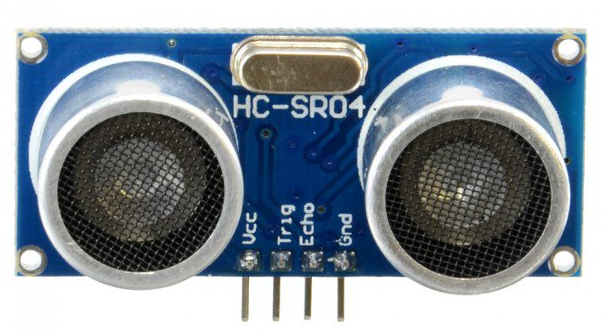 HC-SR04
Vcc
Trig
Echo
Gnd